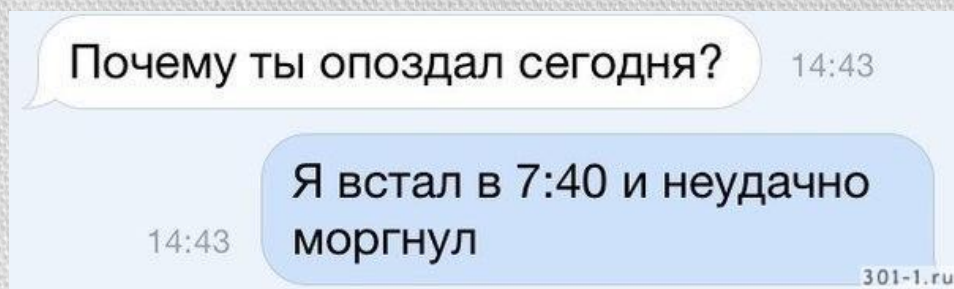 Почему ты опоздал сегодня? 14:43
Я встал в 7:40 и неудачно
14:43 моргнул
301-1.ru